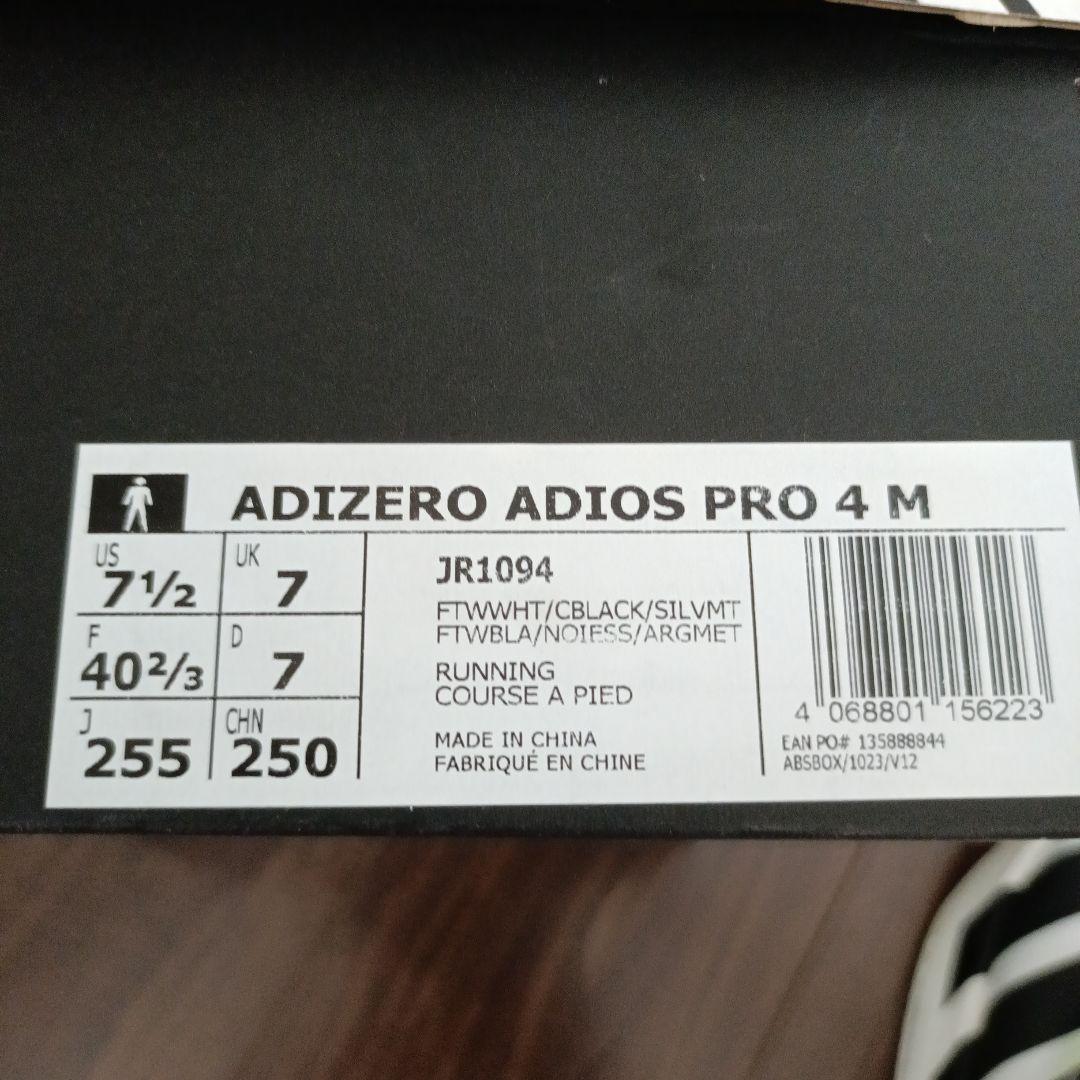 ADIZERO ADIOS PRO 4 M
US
7½
UK
7
F
40⅔
D
7
J
255
CHN
250
JR1094
FTWWHT/CBLACK/SILVMT
FTWBLA/NOIESS/ARGMET
RUNNING
COURSE A PIED
MADE IN CHINA
FABRIQUÉ EN CHINE
4 068801 156223
EAN PO# 135888844
ABSBOX/1023/V12